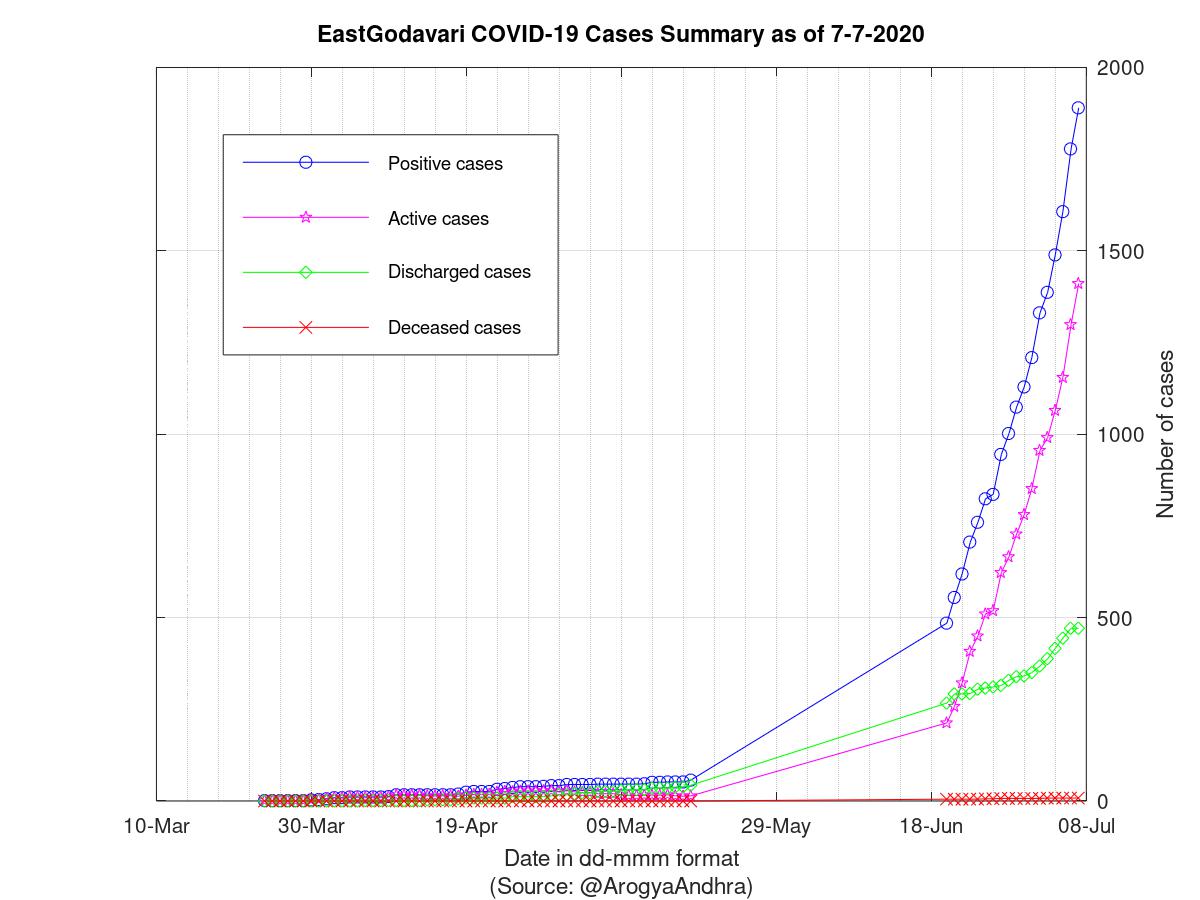 EastGodavari COVID-19 Cases Summary as of 7-7-2020
2000
Positive cases
Active cases
1500
Discharged cases
Deceased cases
Number of cases
1000
500
0
10-Mar 30-Mar 19-Apr 09-May 29-May 18-Jun 08-Jul
Date in dd-mmm format
(Source: @ArogyaAndhra)